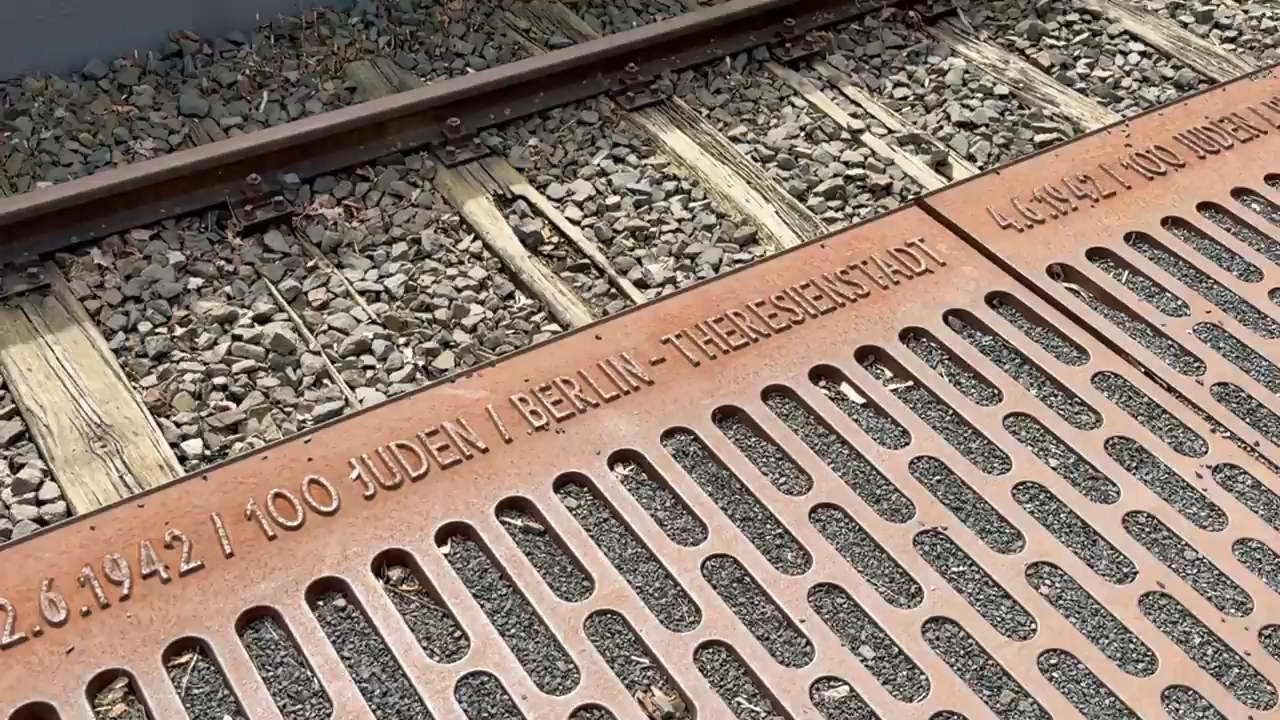 2.6.1942 / 100 JUDEN / BERLIN - THERESIENSTADT
4.6.1942 / 100 JUDEN /